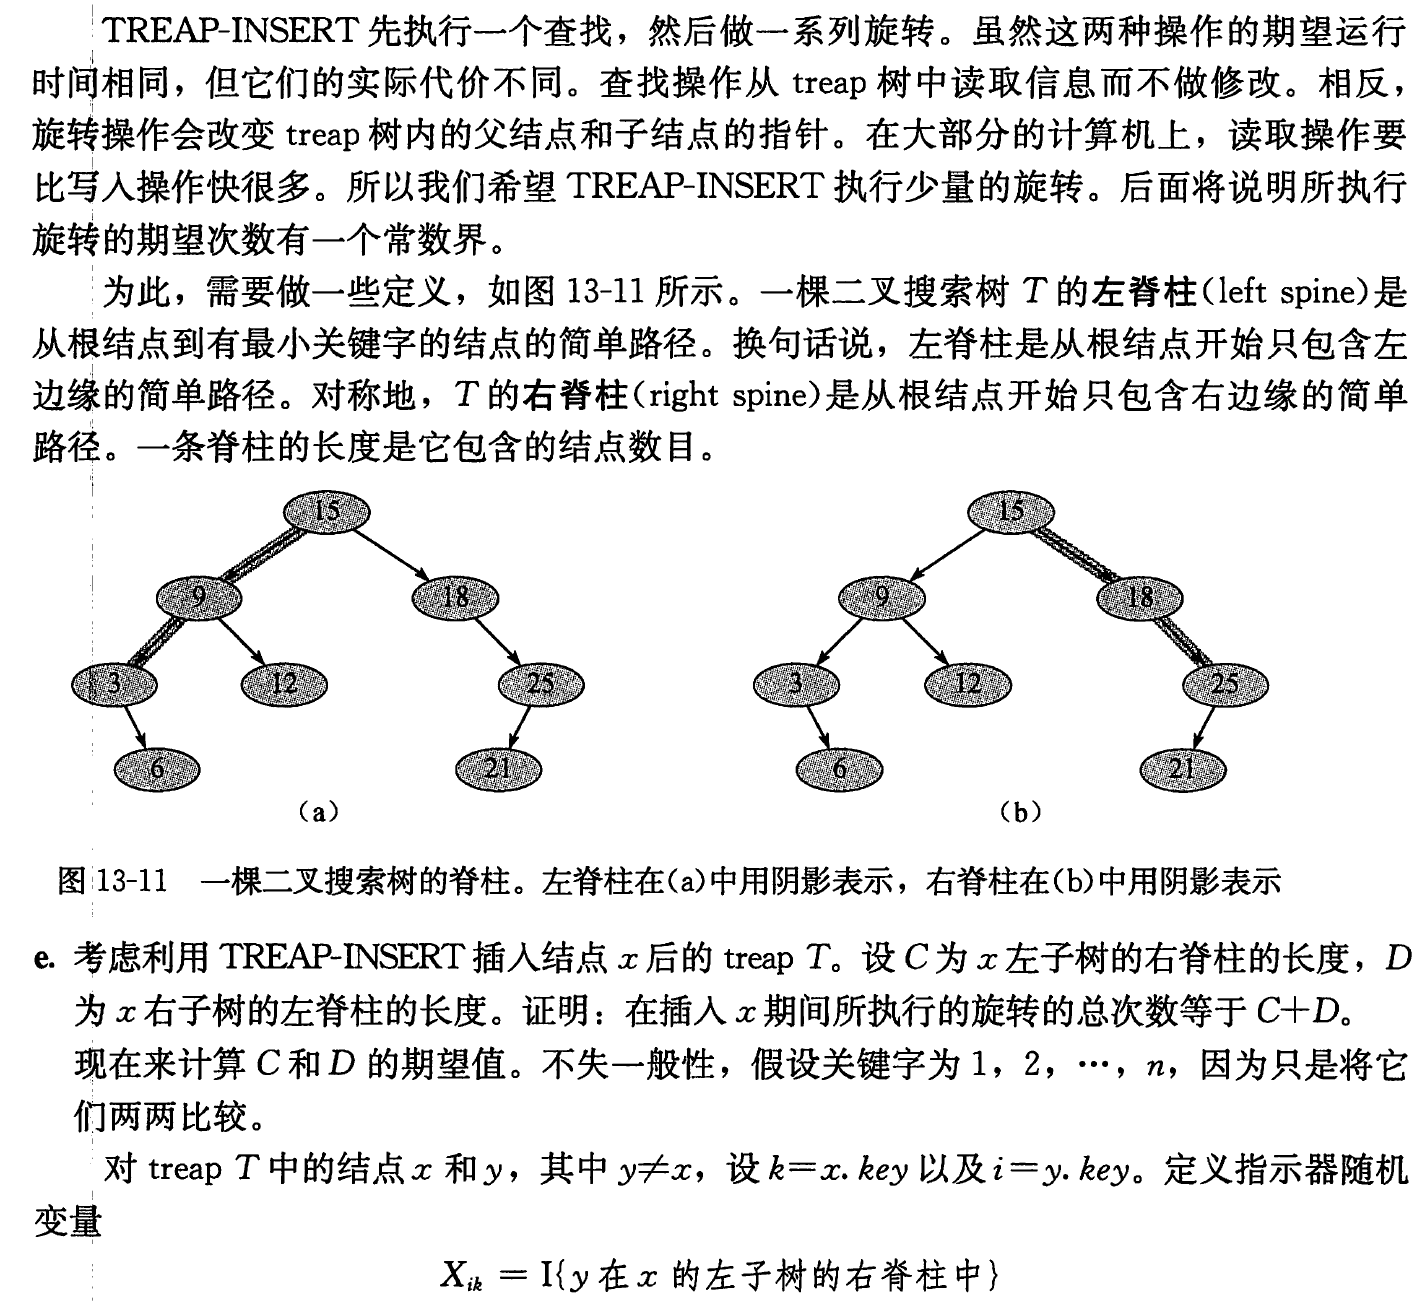 TREAP-INSERT 先执行一个查找，然后做一系列旋转。虽然这两种操作的期望运行
时间相同，但它们的实际代价不同。查找操作从 treap 树中读取信息而不做修改。相反，
旋转操作会改变 treap 树内的父结点和子结点的指针。在大部分的计算机上，读取操作要
比写入操作快很多。所以我们希望 TREAP-INSERT 执行少量的旋转。后面将说明所执行
旋转的期望次数有一个常数界。
为此，需要做一些定义，如图 13-11 所示。一棵二叉搜索树 T 的左脊柱(left spine)是
从根结点到有最小关键字的结点的简单路径。换句话说，左脊柱是从根结点开始只包含左
边缘的简单路径。对称地，T 的右脊柱(right spine)是从根结点开始只包含右边缘的简单
路径。一条脊柱的长度是它包含的结点数目。
15
9 18
3 12 25
6 21
(a)
15
9 18
3 12 25
6 21
(b)
图 13-11 一棵二叉搜索树的脊柱。左脊柱在(a)中用阴影表示，右脊柱在(b)中用阴影表示
e. 考虑利用 TREAP-INSERT 插入结点 x 后的 treap T。设 C 为 x 左子树的右脊柱的长度，D
为 x 右子树的左脊柱的长度。证明：在插入 x 期间所执行的旋转的总次数等于 C+D。
现在来计算 C 和 D 的期望值。不失一般性，假设关键字为 1，2，…，n，因为只是将它
们两两比较。
对 treap T 中的结点 x 和 y，其中 y≠x，设 k=x. key 以及 i=y. key。定义指示器随机
变量
X_ik = I{y 在 x 的左子树的右脊柱中}